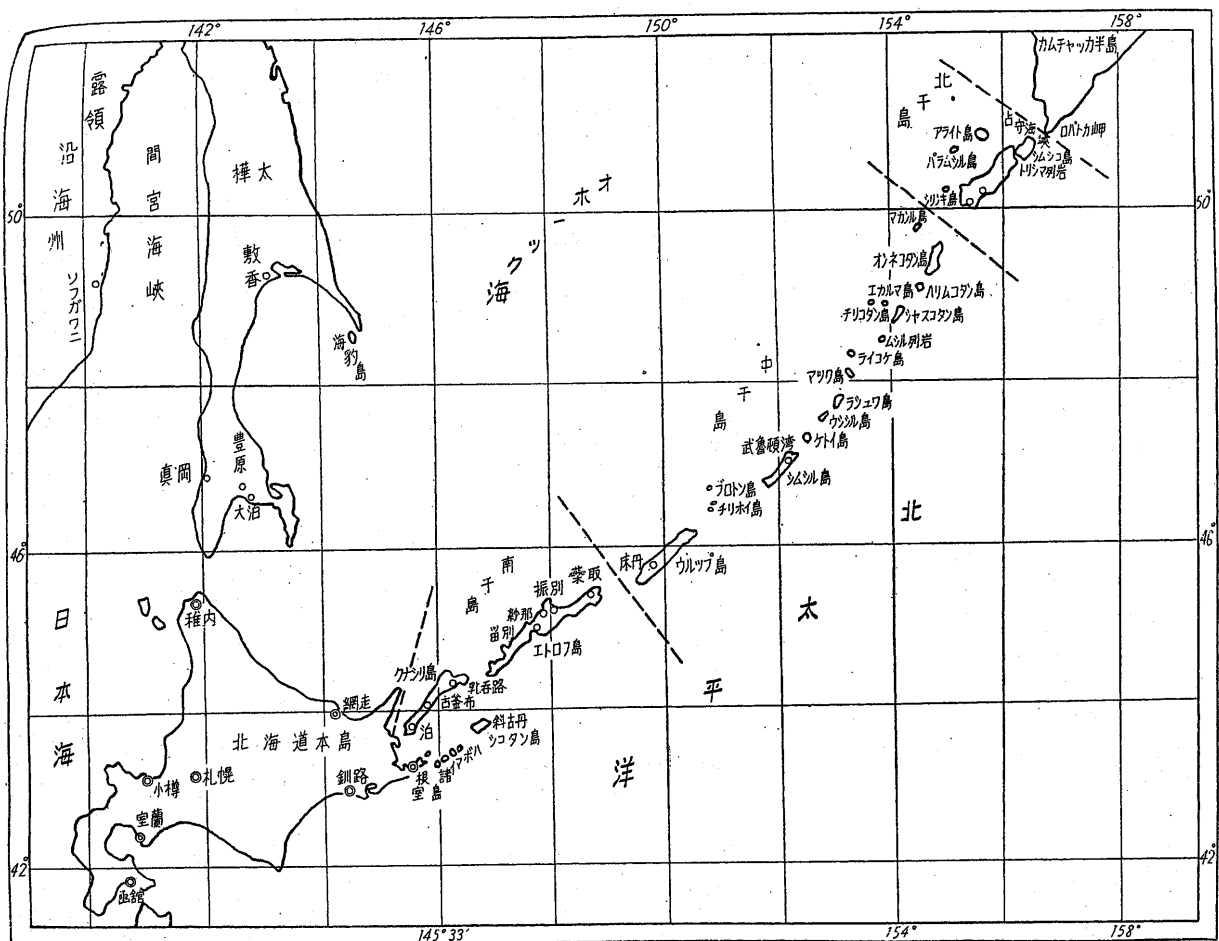 142°
146°
150°
154°
158°
カムチャッカ半島
露領
沿海州
間宮海峡
樺太
敷香
ソフガワニ
海豹島
オホーツク海
北千島
アライト島
占守海峡
ロパトカ岬
パラムシル島
シムシュ島
トリシマ列岩
シリンキ島
50°
50°
マカンル島
オンネコタン島
エカルマ島
ハリムコタン島
チリコタン島
シャスコタン島
ムシル列岩
ライコケ島
マツワ島
中千島
ラシュワ島
ウシシル島
武魯頓湾
ケトイ島
シムシル島
ブロトン島
チリホイ島
豊原
真岡
大泊
46°
46°
北太平洋
床丹
ウルップ島
南千島
振別
蘂取
紗那
留別
エトロフ島
日本海
稚内
クナシリ島
乳呑路
古釜布
泊
網走
斜古丹
シコタン島
北海道本島
ハボマイ諸島
根室
釧路
小樽
札幌
室蘭
42°
42°
函館
145°33′
150°
154°
158°